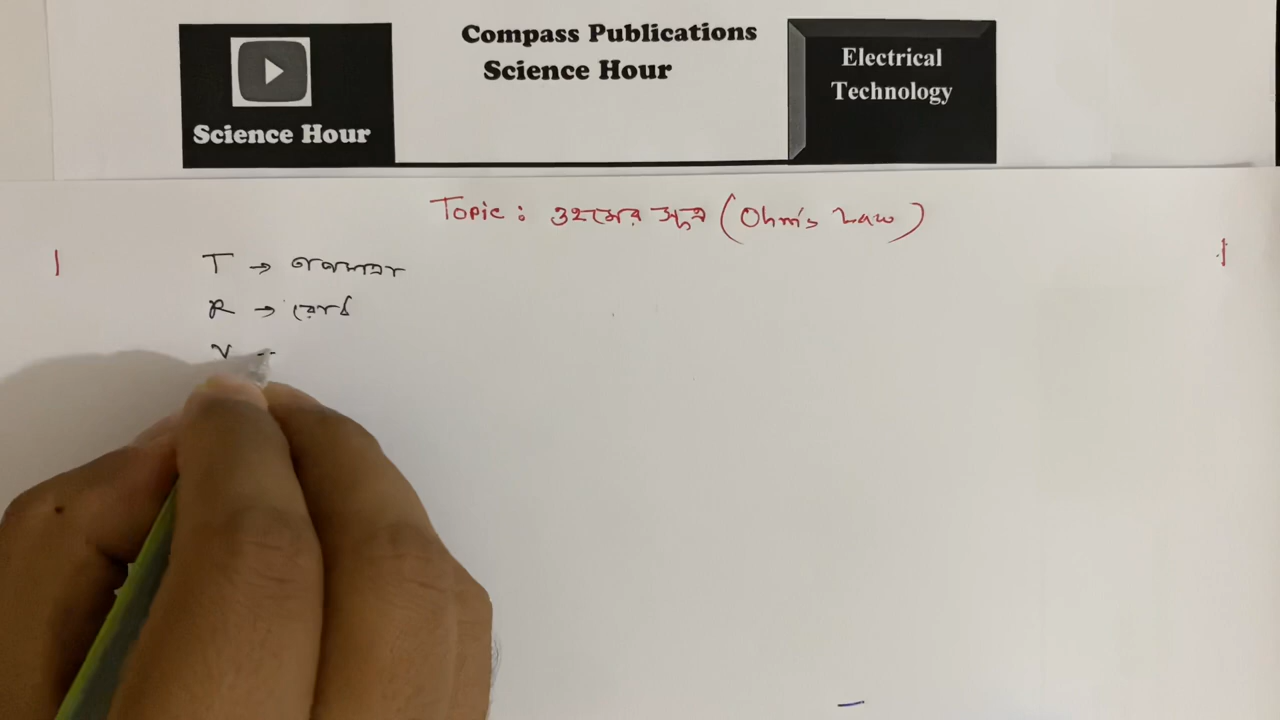 Compass Publications
Science Hour
Science Hour
Electrical
Technology
Topic: ওহমের সূত্র (Ohm's Law)
T →
R → রোধ
V